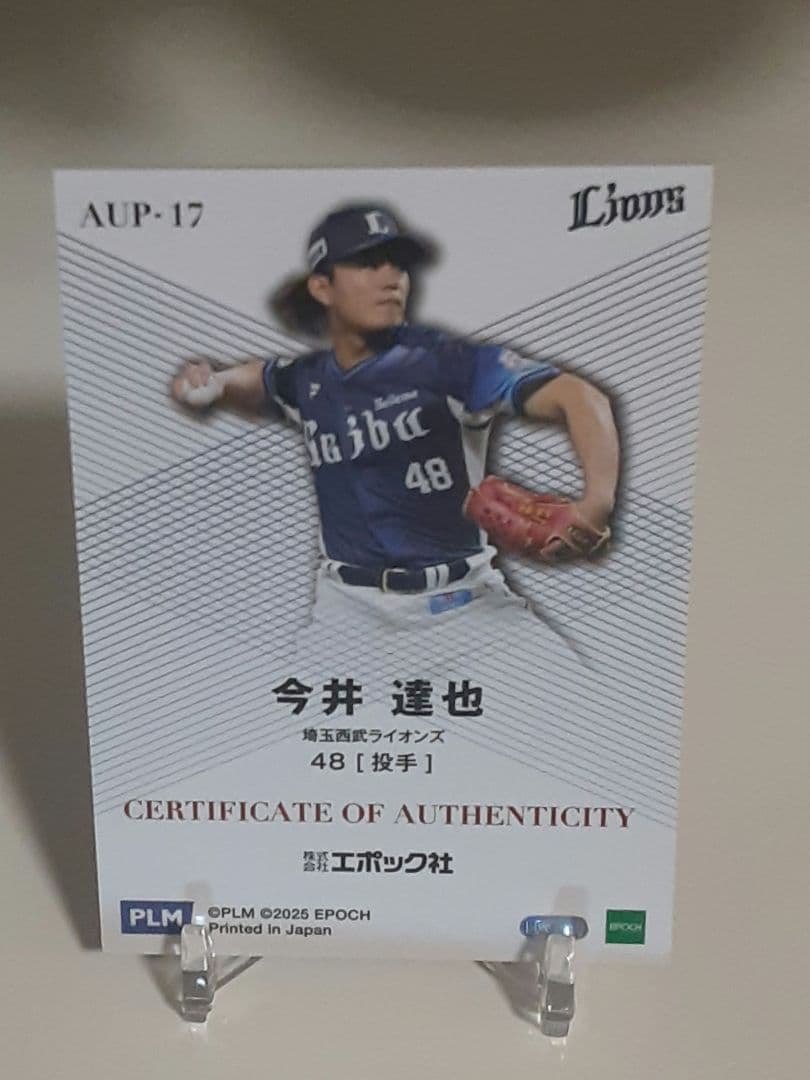 AUP-17
Lions
L
Saibu
48
今井 達也
埼玉西武ライオンズ
48 [ 投手 ]
CERTIFICATE OF AUTHENTICITY
株式会社エポック社
PLM
©PLM ©2025 EPOCH
Printed in Japan
EPOCH